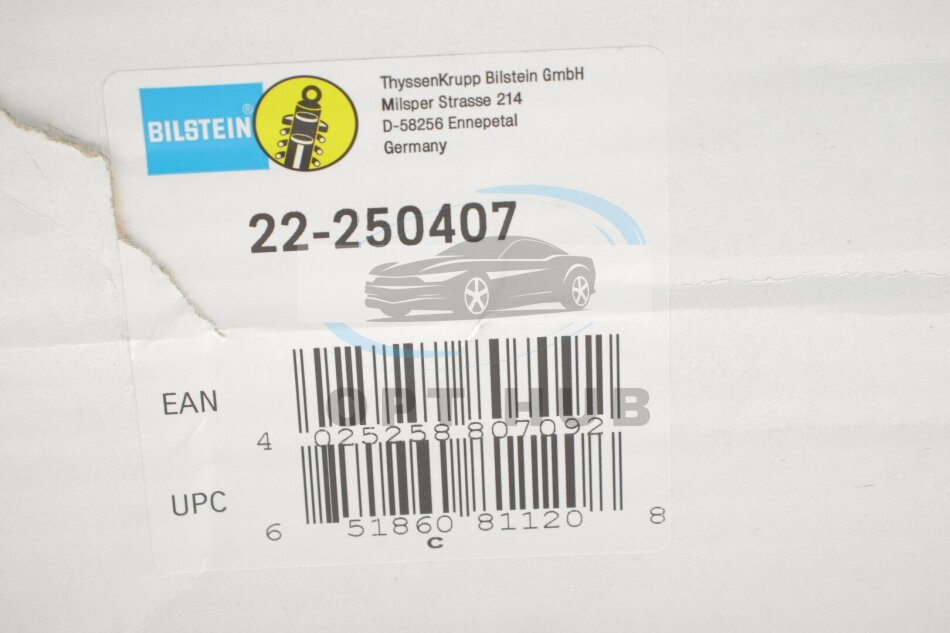 BILSTEIN®
ThyssenKrupp Bilstein GmbH
Milsper Strasse 214
D-58256 Ennepetal
Germany
22-250407
OPT HUB
EAN
4 025258 807092
UPC
6 51860 81120 8
C